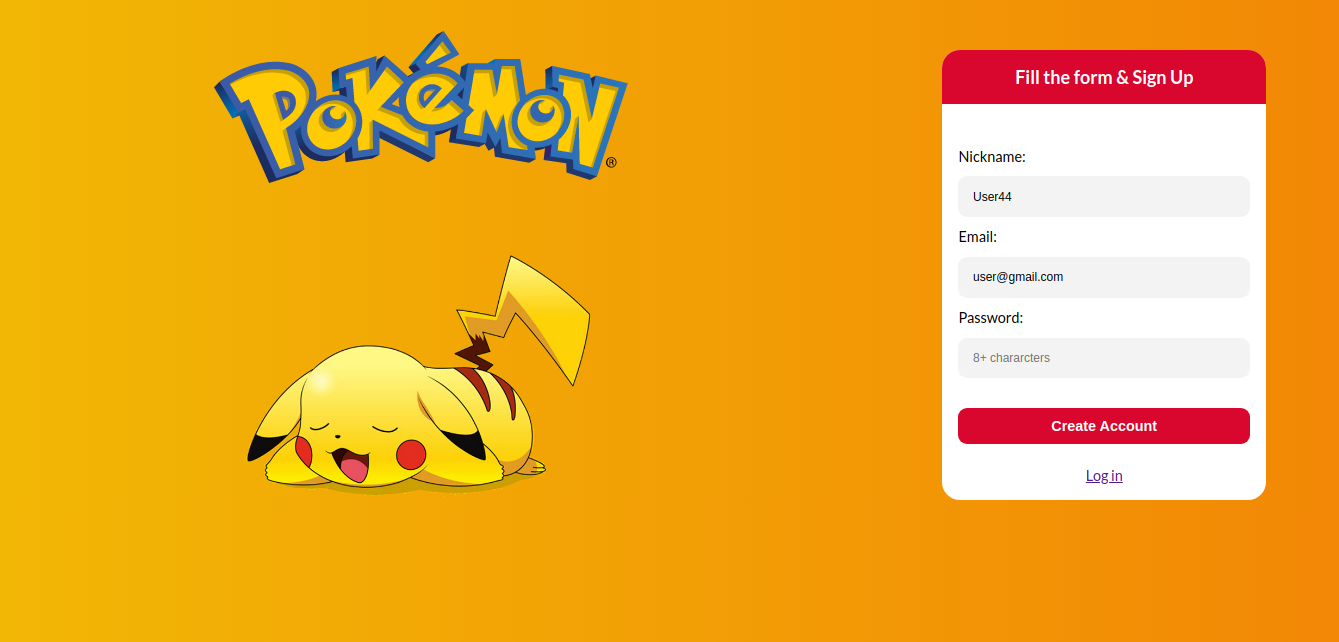 POKéMON
®
Fill the form & Sign Up
Nickname:
User44
Email:
user@gmail.com
Password:
8+ chararcters
Create Account
Log in